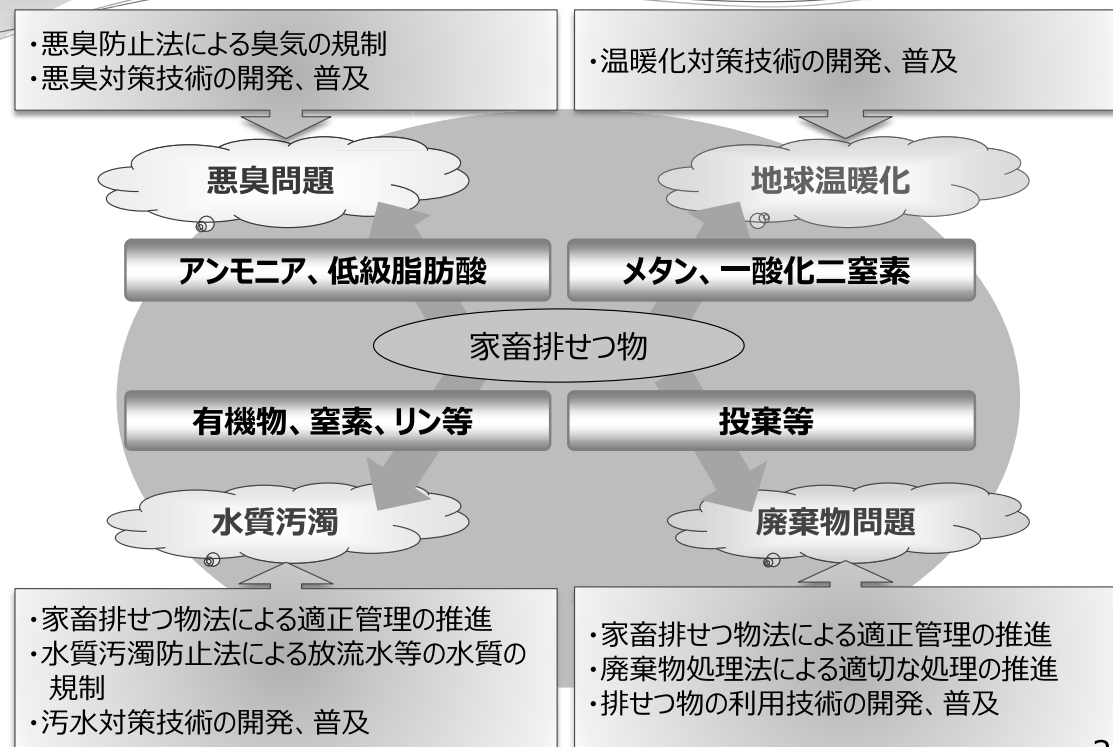 ・悪臭防止法による臭気の規制
・悪臭対策技術の開発、普及
・温暖化対策技術の開発、普及
悪臭問題
地球温暖化
アンモニア、低級脂肪酸
メタン、一酸化二窒素
家畜排せつ物
有機物、窒素、リン等
投棄等
水質汚濁
廃棄物問題
・家畜排せつ物法による適正管理の推進
・水質汚濁防止法による放流水等の水質の
規制
・汚水対策技術の開発、普及
・家畜排せつ物法による適正管理の推進
・廃棄物処理法による適切な処理の推進
・排せつ物の利用技術の開発、普及